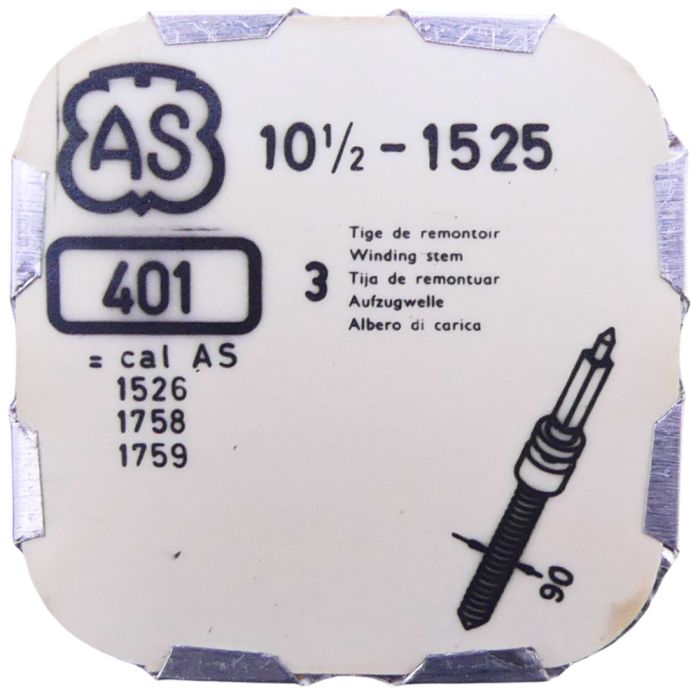 AS
10½ – 1525
401
= cal AS
1526
1758
1759
3
Tige de remontoir
Winding stem
Tija de remontuar
Aufzugwelle
Albero di carica
90